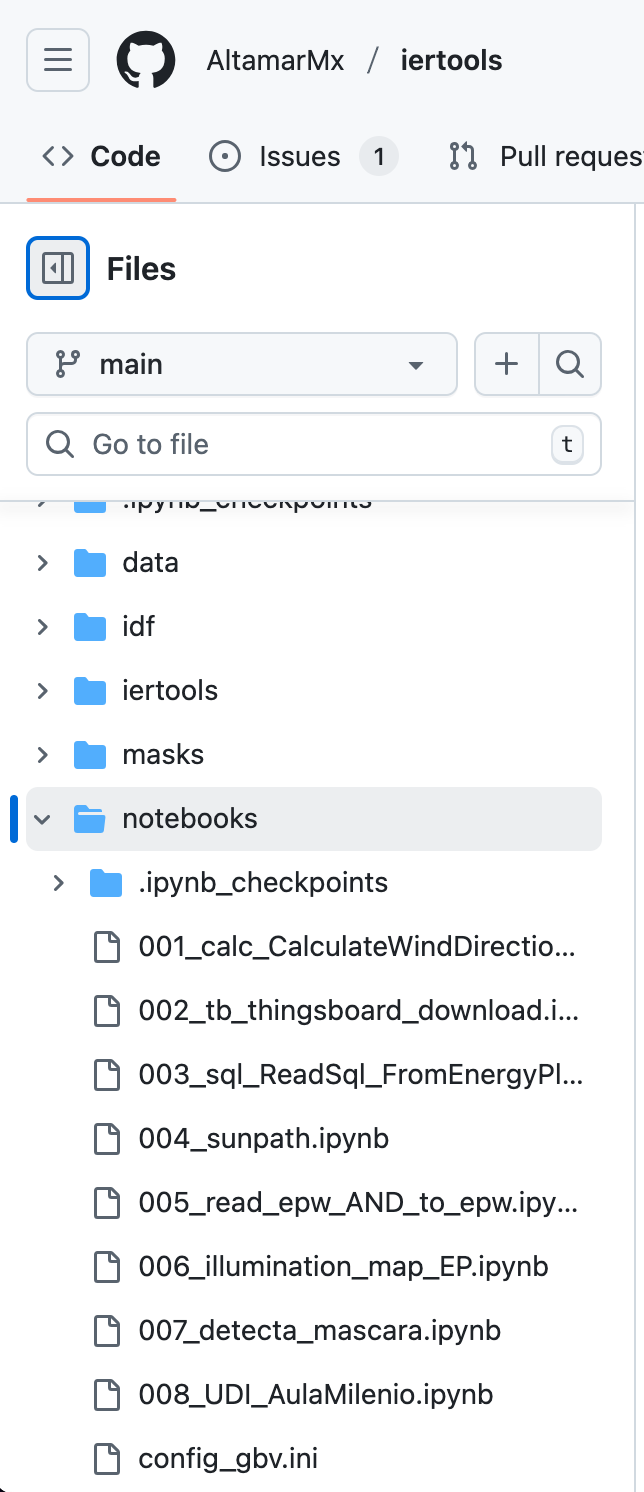 AltamarMx / iertools
Code Issues 1 Pull reques
Files
main
Go to file t
.ipynb_checkpoints
data
idf
iertools
masks
notebooks
.ipynb_checkpoints
001_calc_CalculateWindDirectio...
002_tb_thingsboard_download.i...
003_sql_ReadSql_FromEnergyPl...
004_sunpath.ipynb
005_read_epw_AND_to_epw.ipy...
006_illumination_map_EP.ipynb
007_detecta_mascara.ipynb
008_UDI_AulaMilenio.ipynb
config_gbv.ini